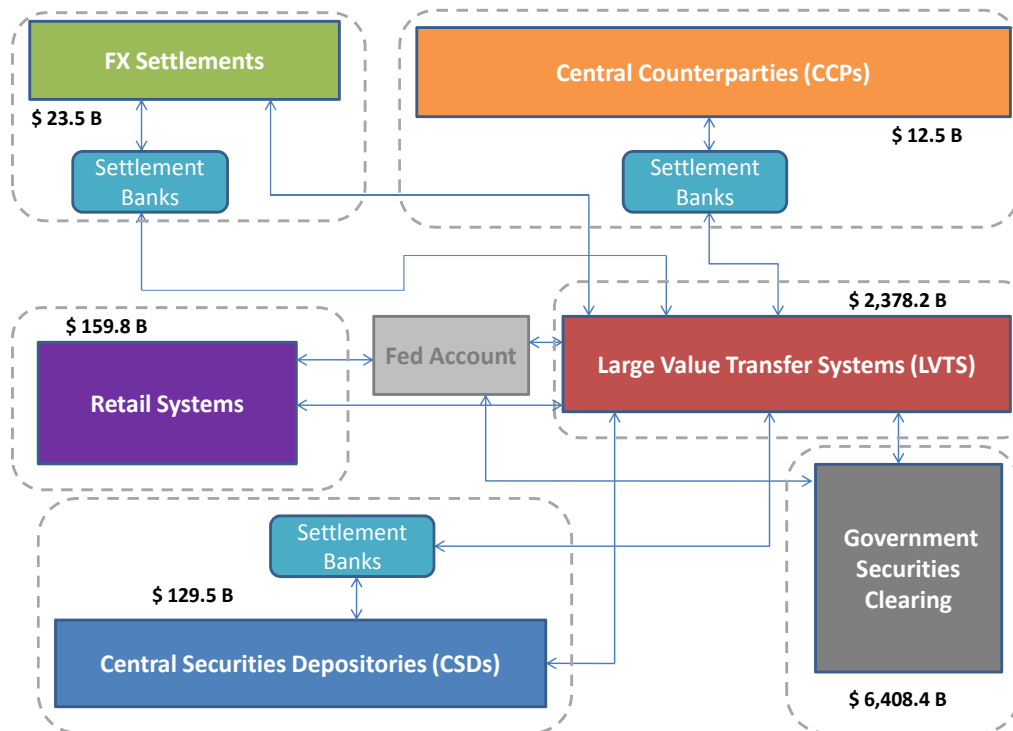 FX Settlements
Central Counterparties (CCPs)
$ 23.5 B
$ 12.5 B
Settlement
Banks
Settlement
Banks
$ 2,378.2 B
$ 159.8 B
Fed Account
Large Value Transfer Systems (LVTS)
Retail Systems
Settlement
Banks
Government
Securities
Clearing
$ 129.5 B
Central Securities Depositories (CSDs)
$ 6,408.4 B